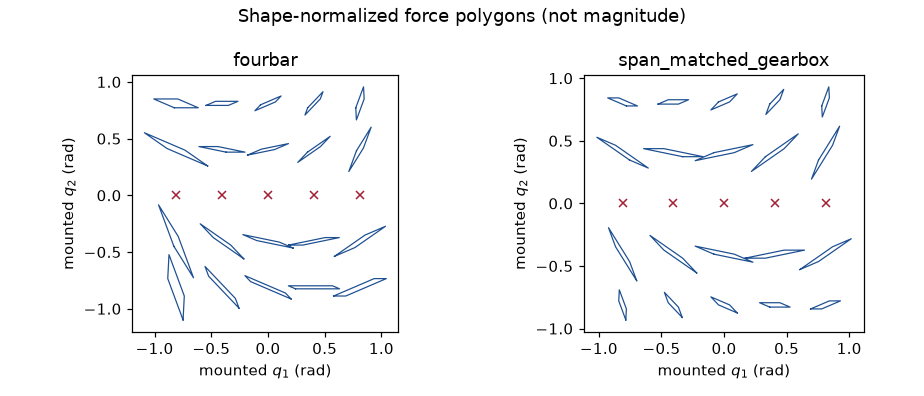 Shape-normalized force polygons (not magnitude)
fourbar
span_matched_gearbox
1.0
0.5
0.0
−0.5
−1.0
mounted q₂ (rad)
−1.0
−0.5
0.0
0.5
1.0
mounted q₁ (rad)
1.0
0.5
0.0
−0.5
−1.0
mounted q₂ (rad)
−1.0
−0.5
0.0
0.5
1.0
mounted q₁ (rad)